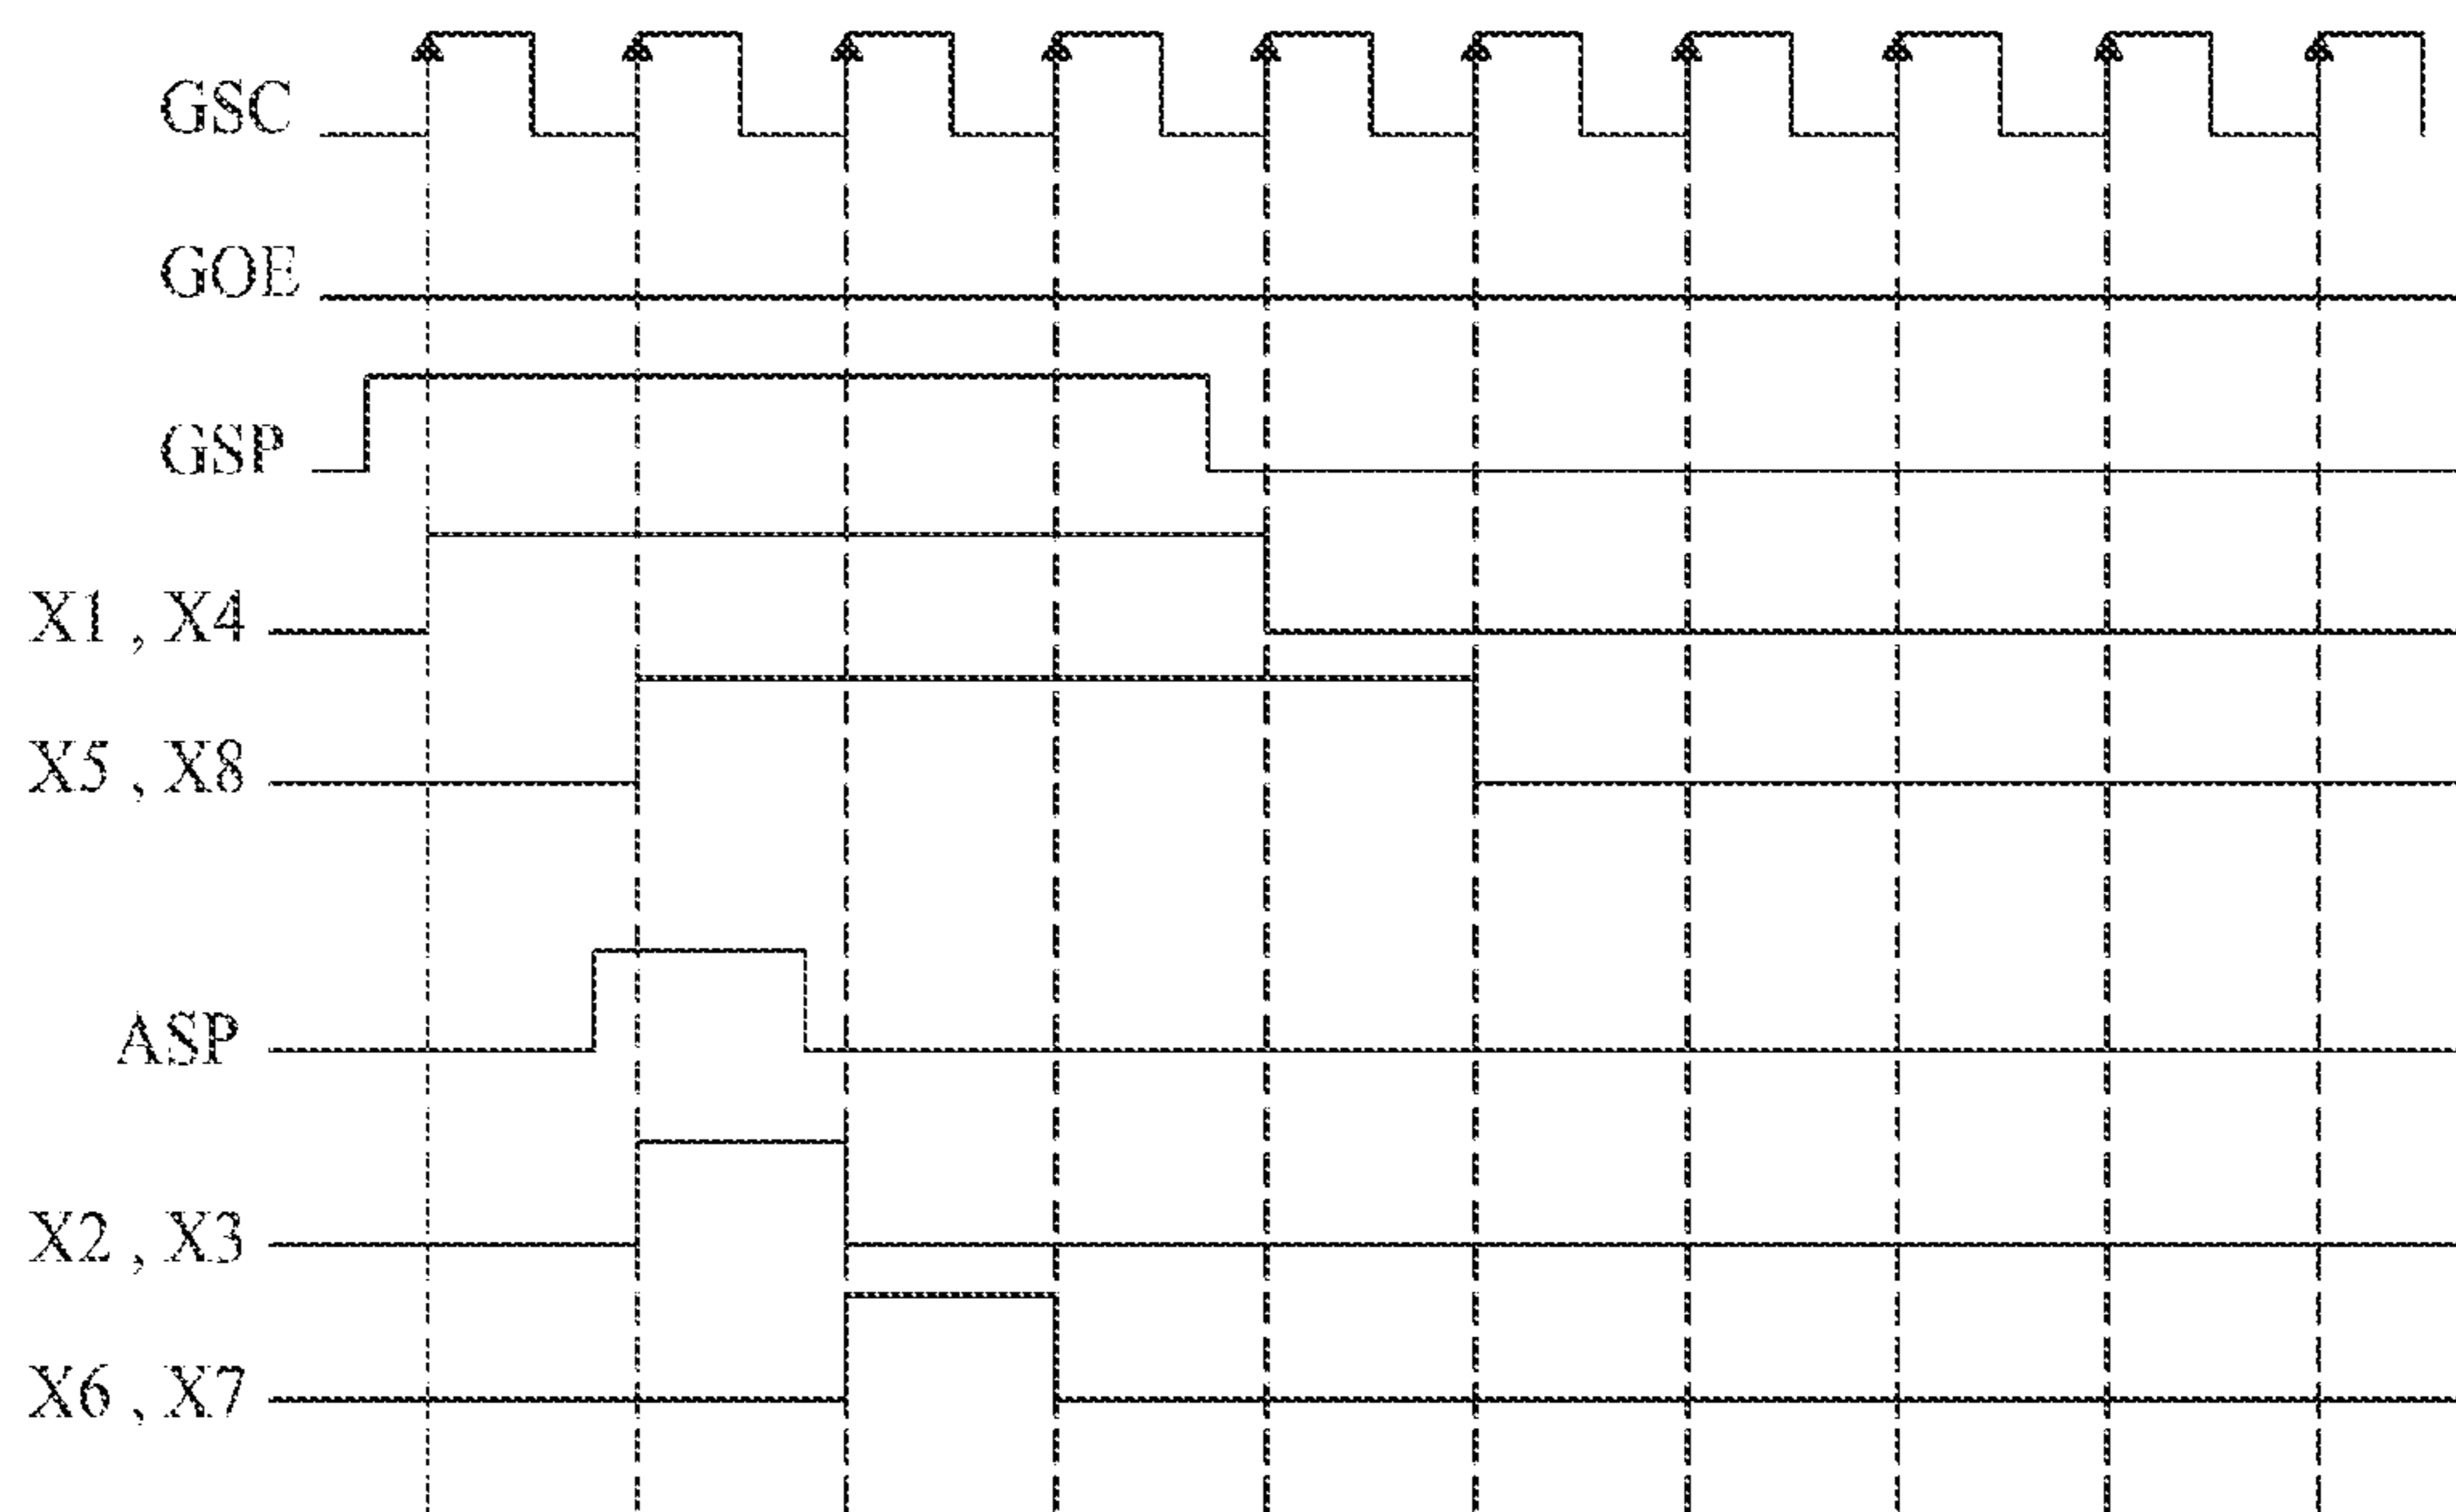 GSC
GOE
GSP
X1 , X4
X5 , X8
ASP
X2 , X3
X6 , X7